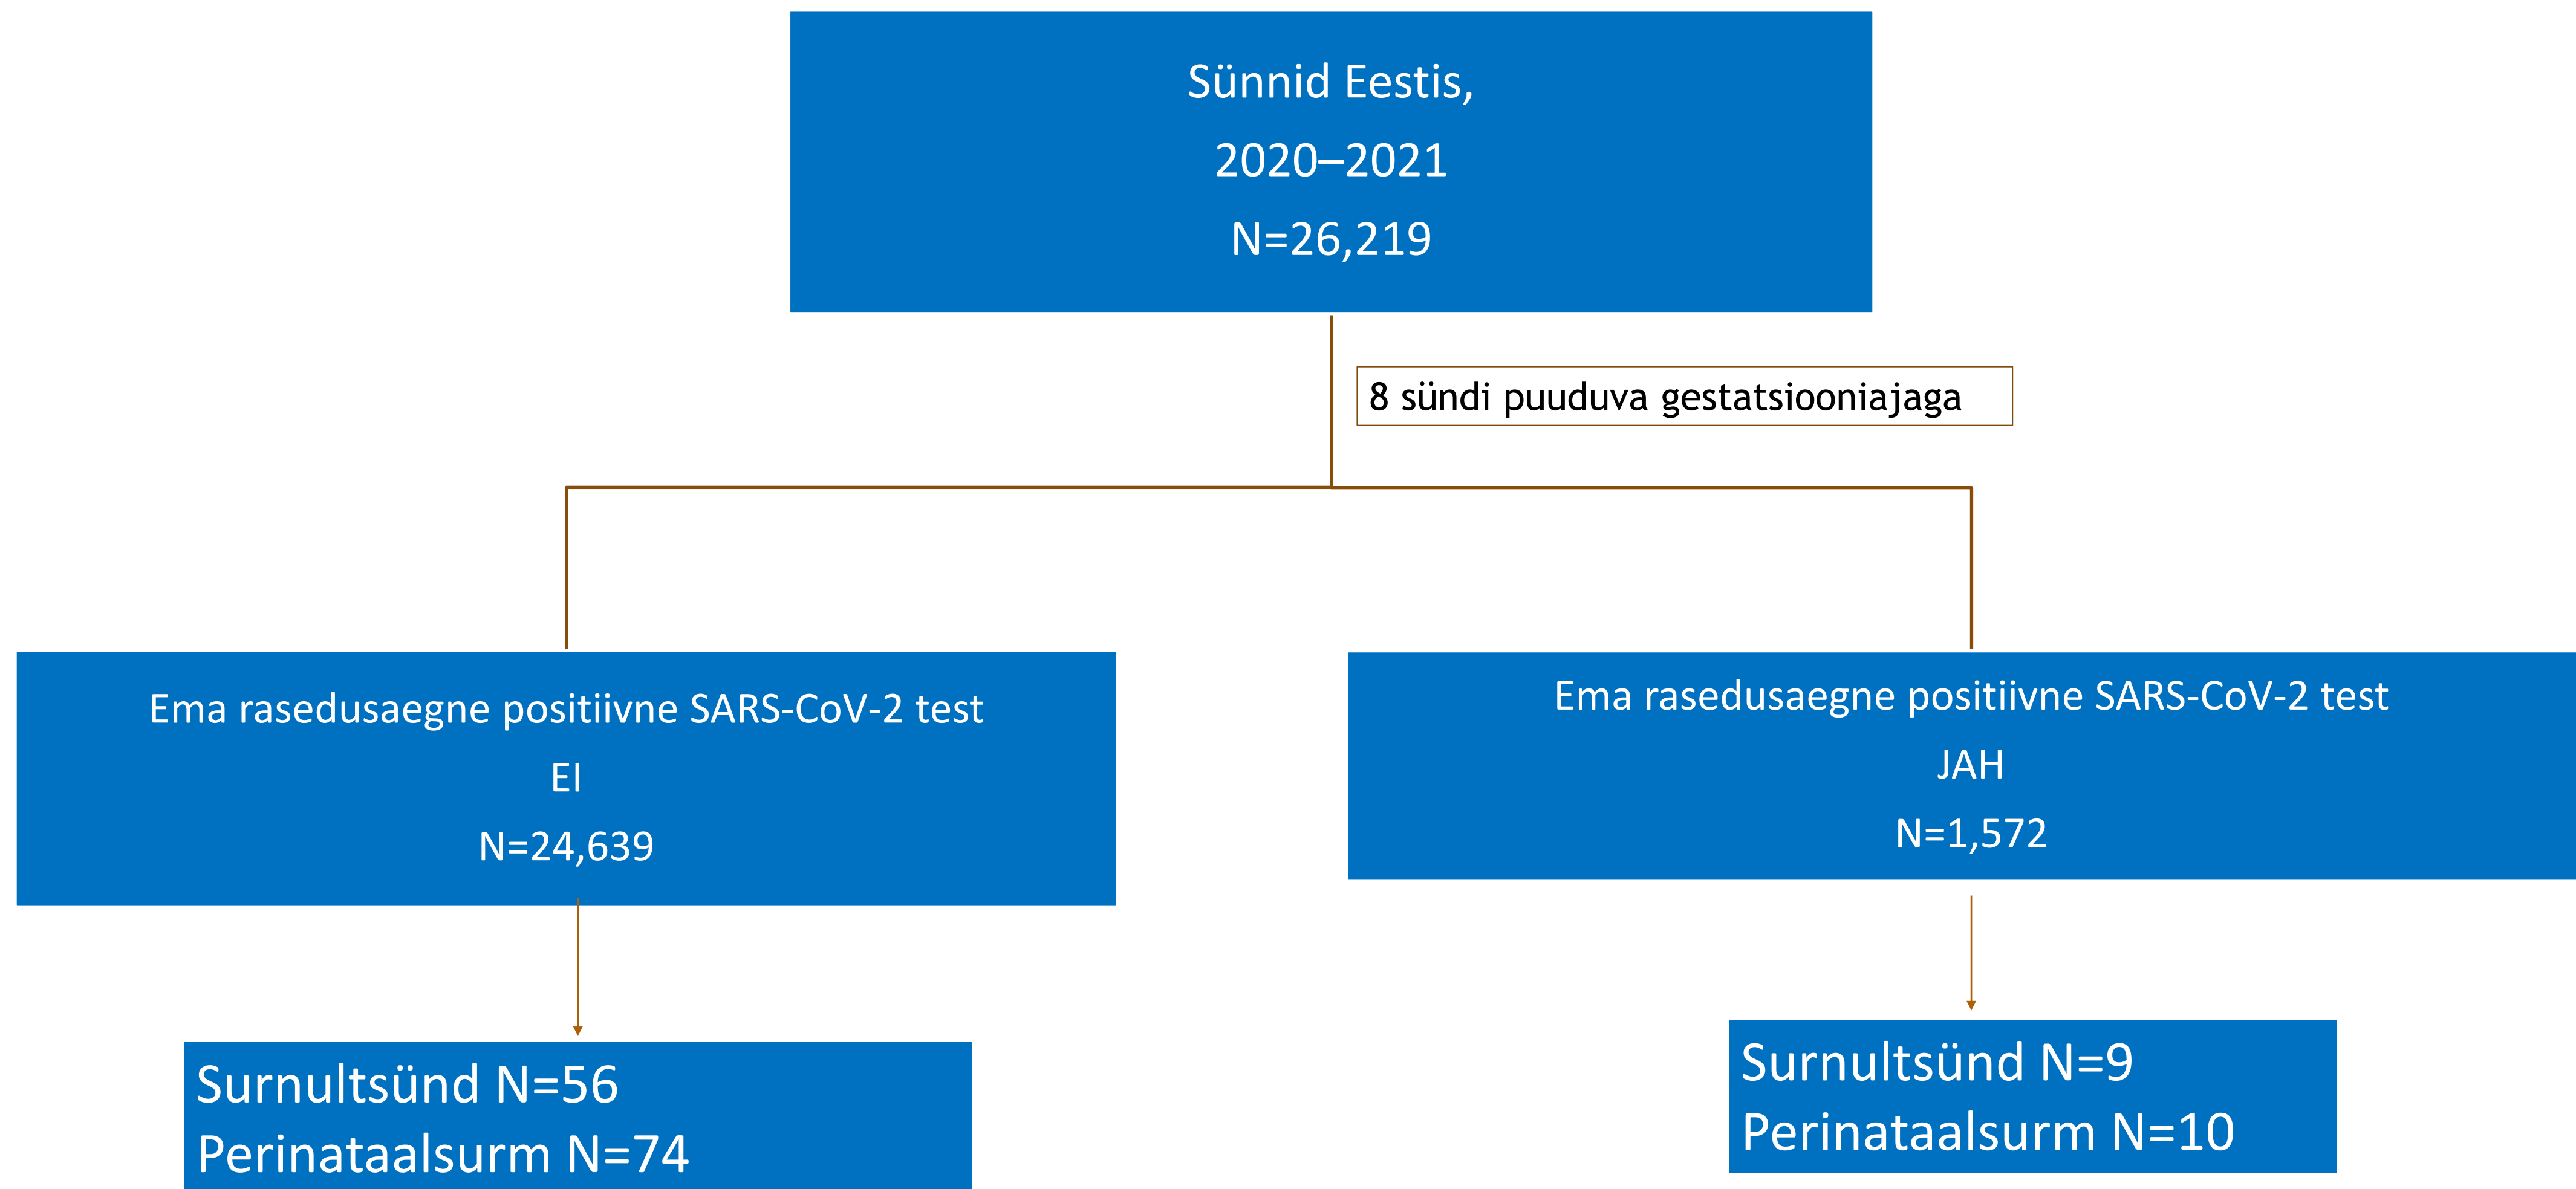 Sünnid Eestis,
2020–2021
N=26,219
8 sündi puuduva gestatsiooniajaga
Ema rasedusaegne positiivne SARS-CoV-2 test
EI
N=24,639
Ema rasedusaegne positiivne SARS-CoV-2 test
JAH
N=1,572
Surnultsünd N=56
Perinataalsurm N=74
Surnultsünd N=9
Perinataalsurm N=10